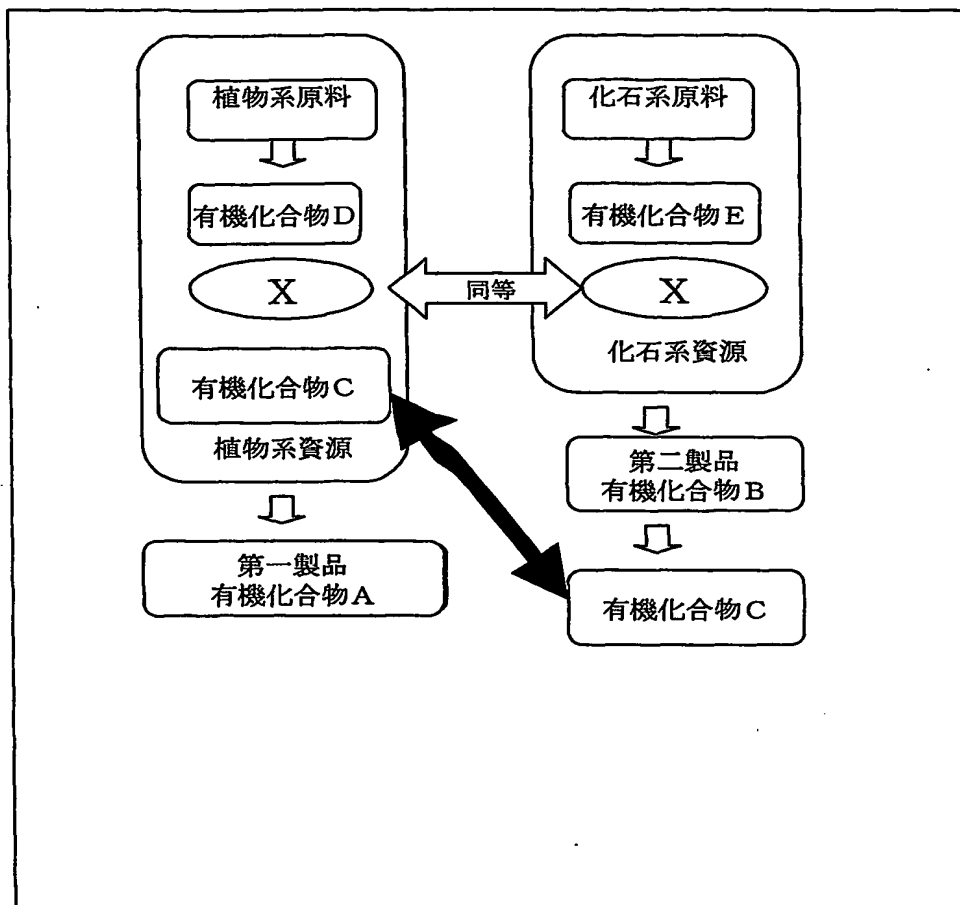 植物系原料
有機化合物D
X
有機化合物C
植物系資源
第一製品
有機化合物A
同等
化石系原料
有機化合物E
X
化石系資源
第二製品
有機化合物B
有機化合物C